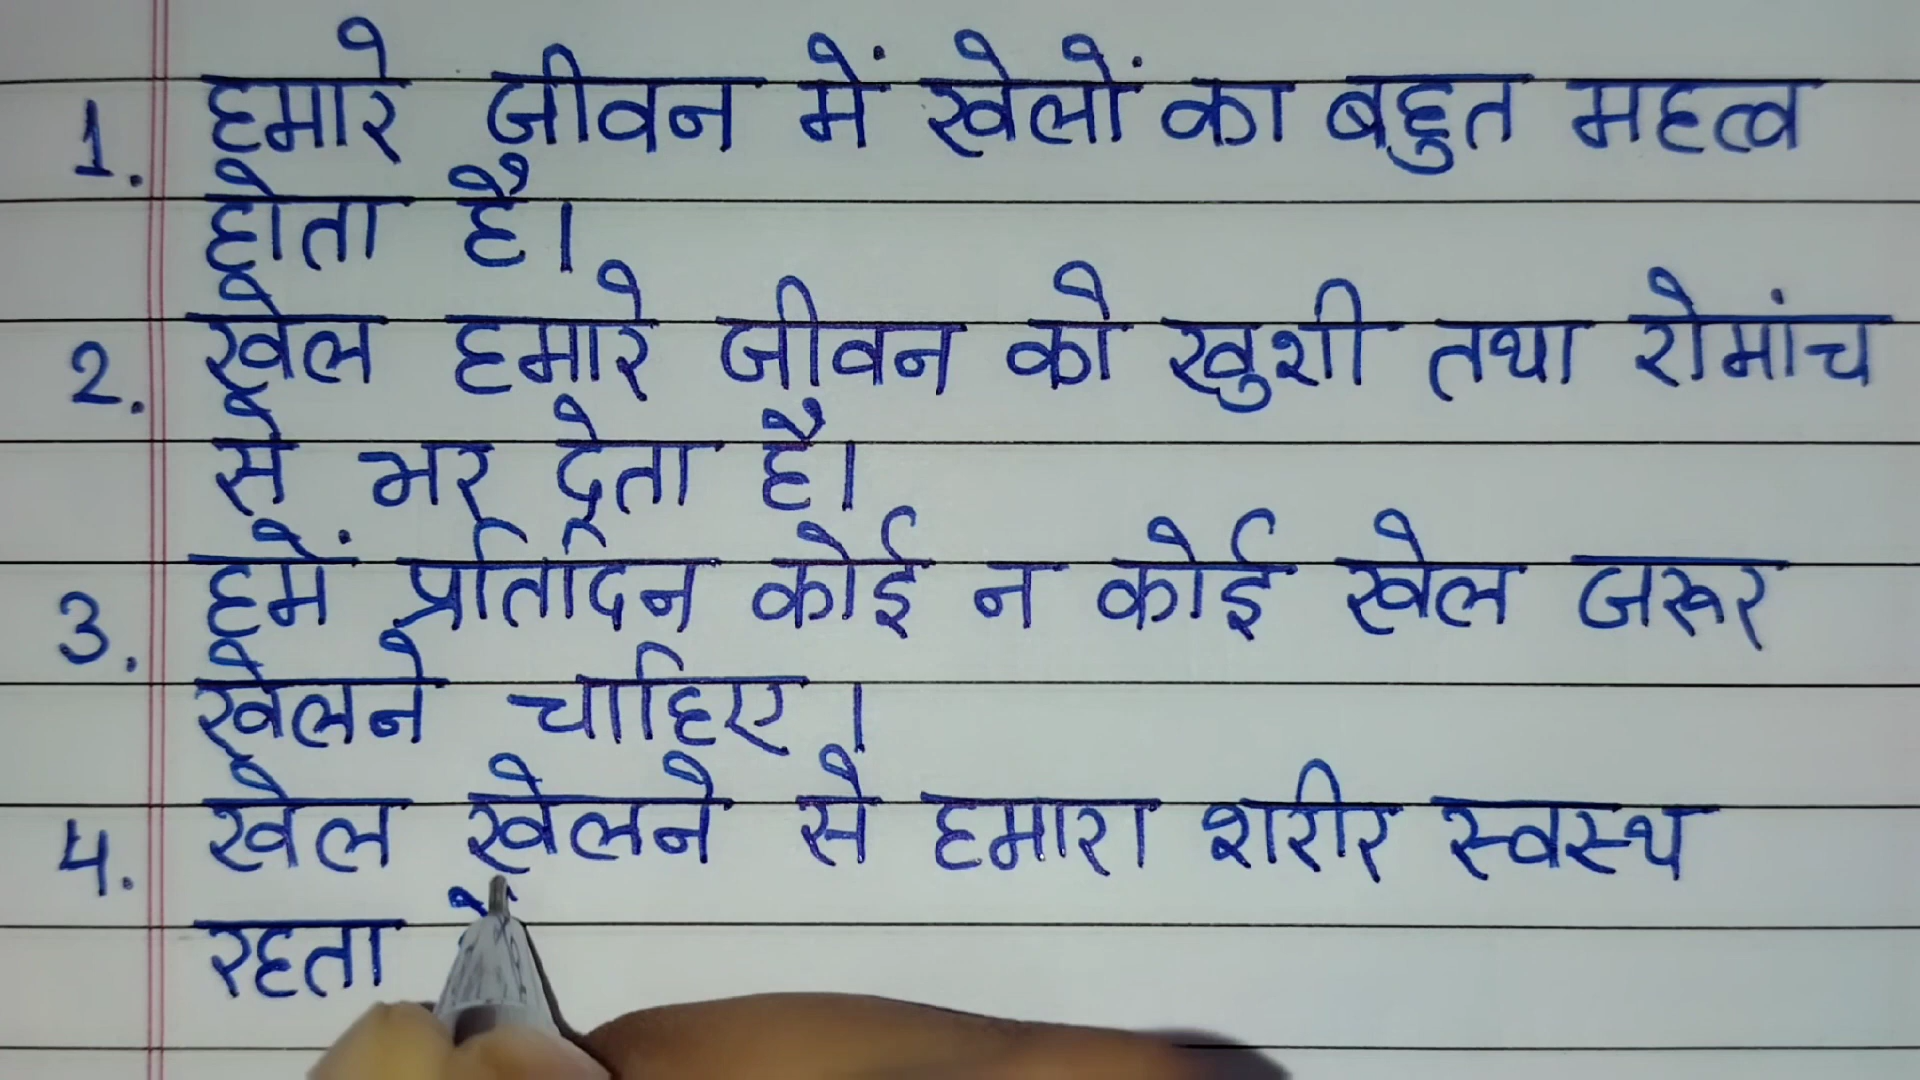 1. हमारे जीवन में खेलों का बहुत महत्व
होता है।
2. खेल हमारे जीवन को खुशी तथा रोमांच
से भर देता है।
3. हमें प्रतिदिन कोई न कोई खेल जरूर
खेलने चाहिए।
4. खेल खेलने से हमारा शरीर स्वस्थ
रहता